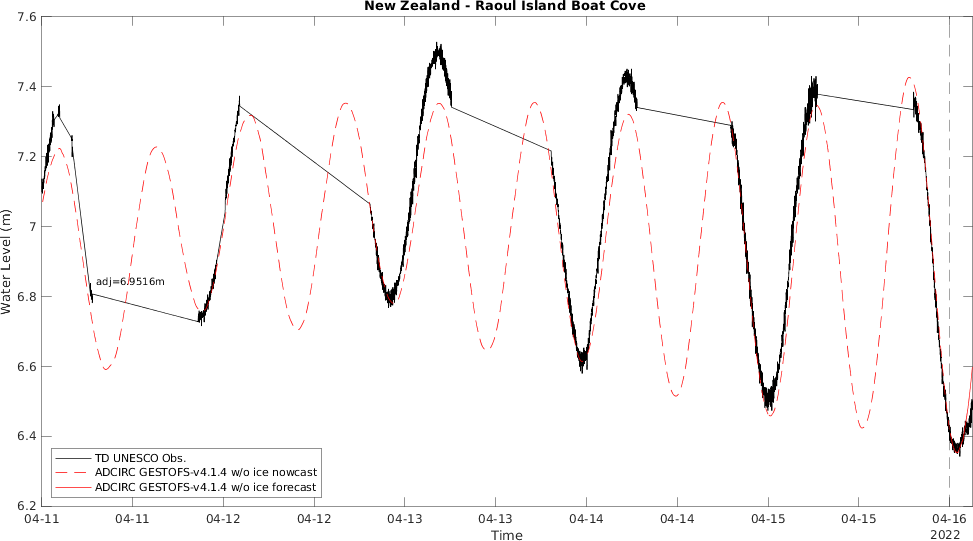 New Zealand - Raoul Island Boat Cove
7.6
7.4
7.2
7
6.8
6.6
6.4
6.2
Water Level (m)
adj=6.9516m
TD UNESCO Obs.
ADCIRC GESTOFS-v4.1.4 w/o ice nowcast
ADCIRC GESTOFS-v4.1.4 w/o ice forecast
04-11 04-11 04-12 04-12 04-13 04-13 04-14 04-14 04-15 04-15 04-16
2022
Time